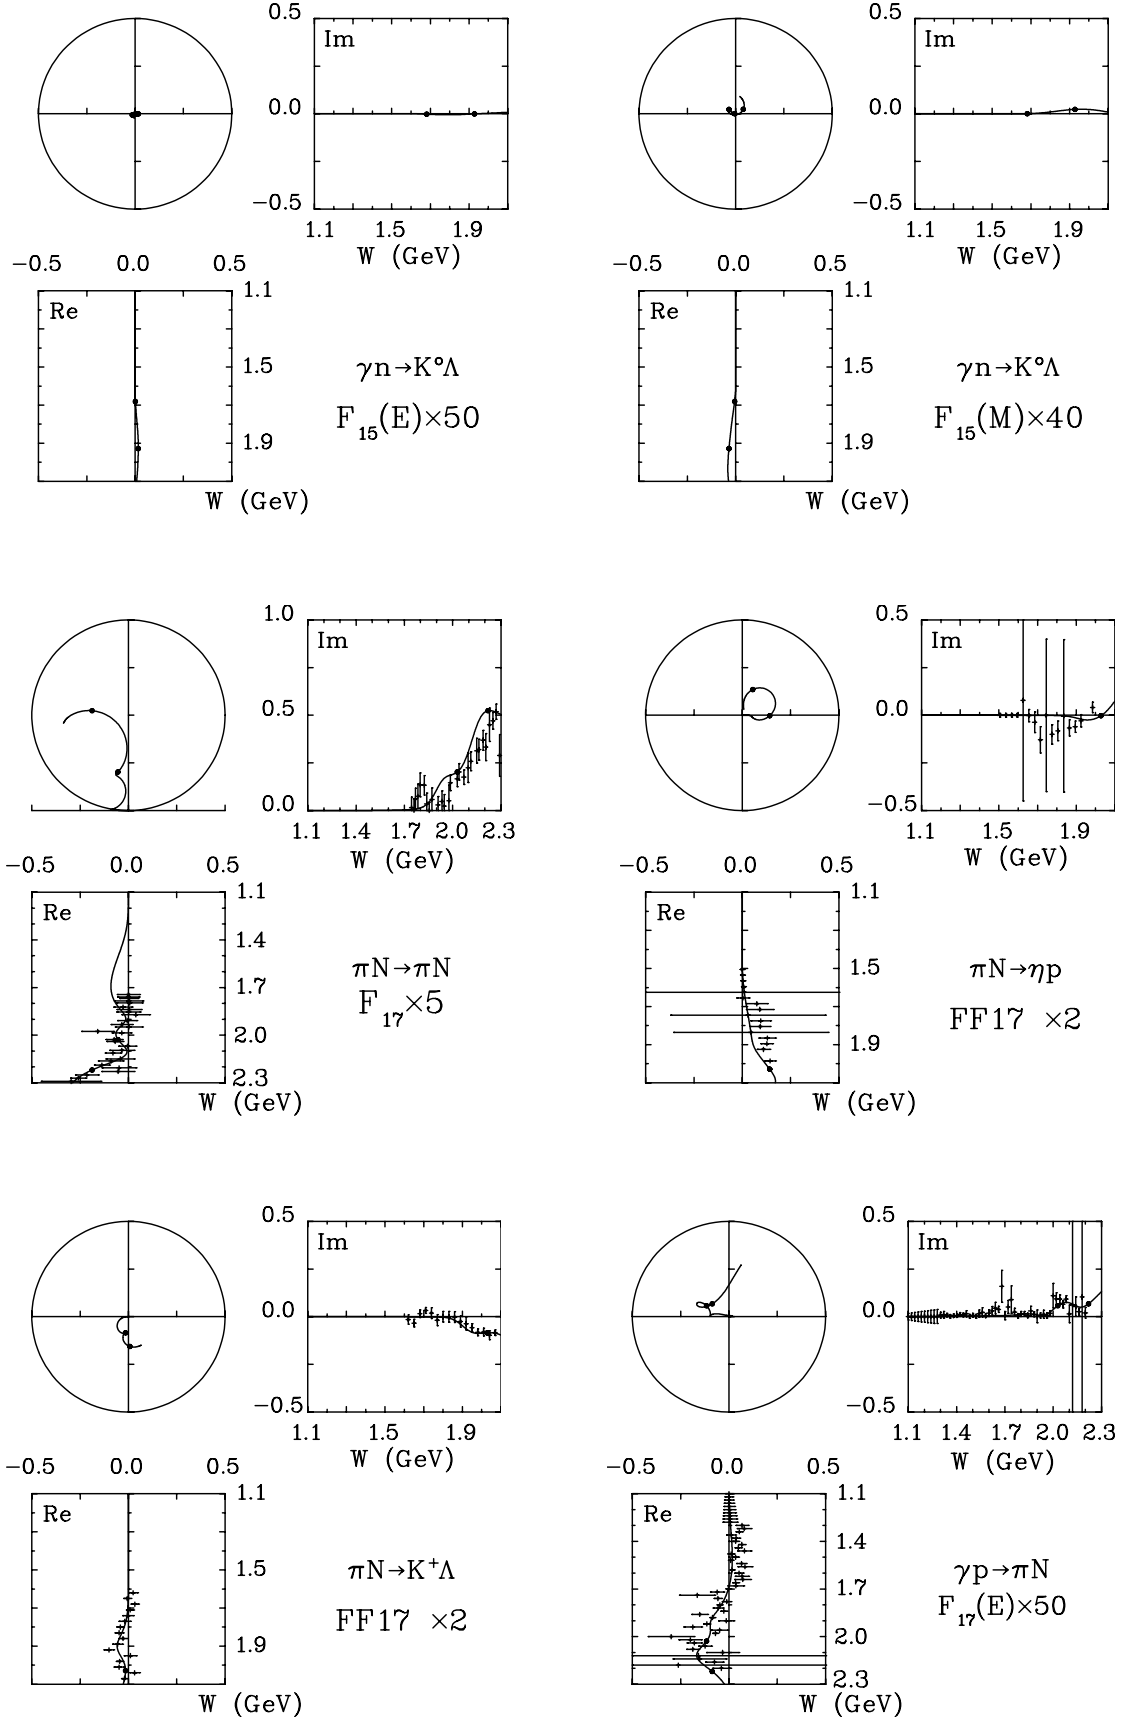 0.5
Im
0.0
−0.5
1.1 1.5 1.9
W (GeV)
−0.5 0.0 0.5
Re
1.1
1.5
1.9
W (GeV)
γn→K°Λ
F15(E)×50
Im
1.1 1.5 1.9
W (GeV)
−0.5 0.0 0.5
Re
1.1
1.5
1.9
W (GeV)
γn→K°Λ
F15(M)×40
1.0
Im
0.5
0.0
1.1 1.4 1.7 2.0 2.3
W (GeV)
−0.5 0.0 0.5
Re
1.1
1.4
1.7
2.0
2.3
W (GeV)
πN→πN
F17×5
0.5
Im
0.0
−0.5
1.1 1.5 1.9
W (GeV)
−0.5 0.0 0.5
Re
1.1
1.5
1.9
W (GeV)
πN→ηp
FF17 ×2
0.5
Im
0.0
−0.5
1.1 1.5 1.9
W (GeV)
−0.5 0.0 0.5
Re
1.1
1.5
1.9
W (GeV)
πN→K+Λ
FF17 ×2
0.5
Im
0.0
−0.5
1.1 1.4 1.7 2.0 2.3
W (GeV)
−0.5 0.0 0.5
Re
1.1
1.4
1.7
2.0
2.3
W (GeV)
γp→πN
F17(E)×50